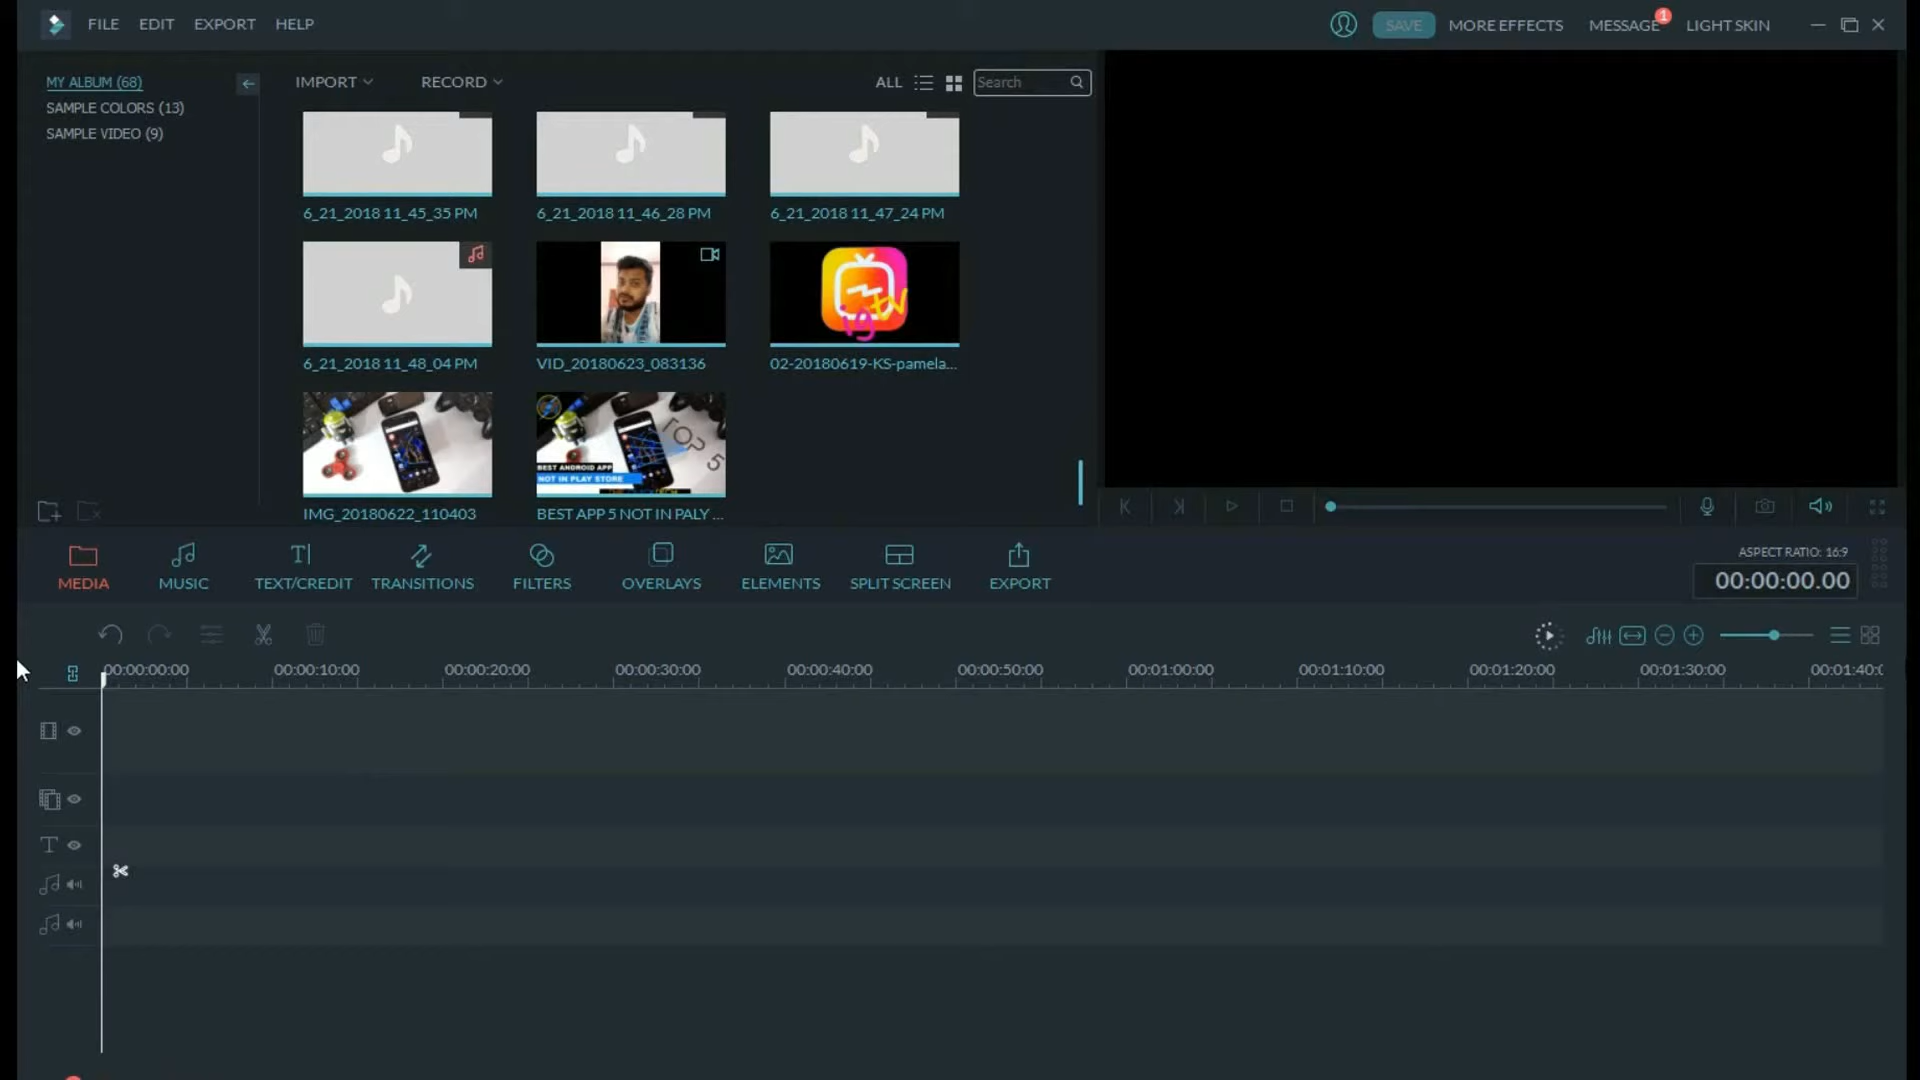 FILE EDIT EXPORT HELP
SAVE MORE EFFECTS MESSAGE 1 LIGHT SKIN
MY ALBUM (68)
SAMPLE COLORS (13)
SAMPLE VIDEO (9)
IMPORT RECORD ALL Search
6_21_2018 11_45_35 PM 6_21_2018 11_46_28 PM 6_21_2018 11_47_24 PM
ig tv
6_21_2018 11_48_04 PM VID_20180623_083136 02-20180619-KS-pamela...
TOP 5
BEST ANDROID APP
NOT IN PLAY STORE
IMG_20180622_110403 BEST APP 5 NOT IN PALY ...
MEDIA MUSIC TEXT/CREDIT TRANSITIONS FILTERS OVERLAYS ELEMENTS SPLIT SCREEN EXPORT
ASPECT RATIO: 16:9
00:00:00.00
00:00:00:00 00:00:10:00 00:00:20:00 00:00:30:00 00:00:40:00 00:00:50:00 00:01:00:00 00:01:10:00 00:01:20:00 00:01:30:00 00:01:40:0